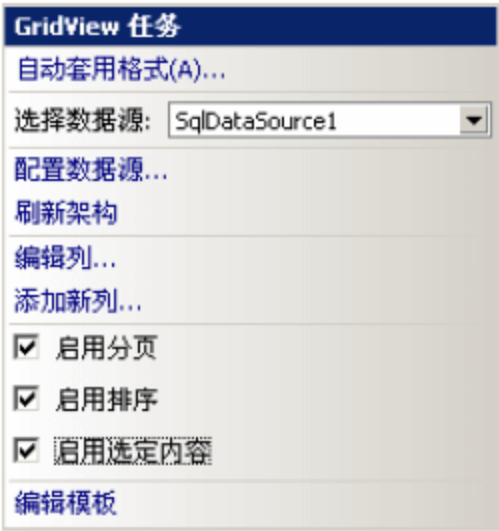 GridView 任务
自动套用格式(A)...
选择数据源: SqlDataSource1
配置数据源...
刷新架构
编辑列...
添加新列...
启用分页
启用排序
启用选定内容
编辑模板